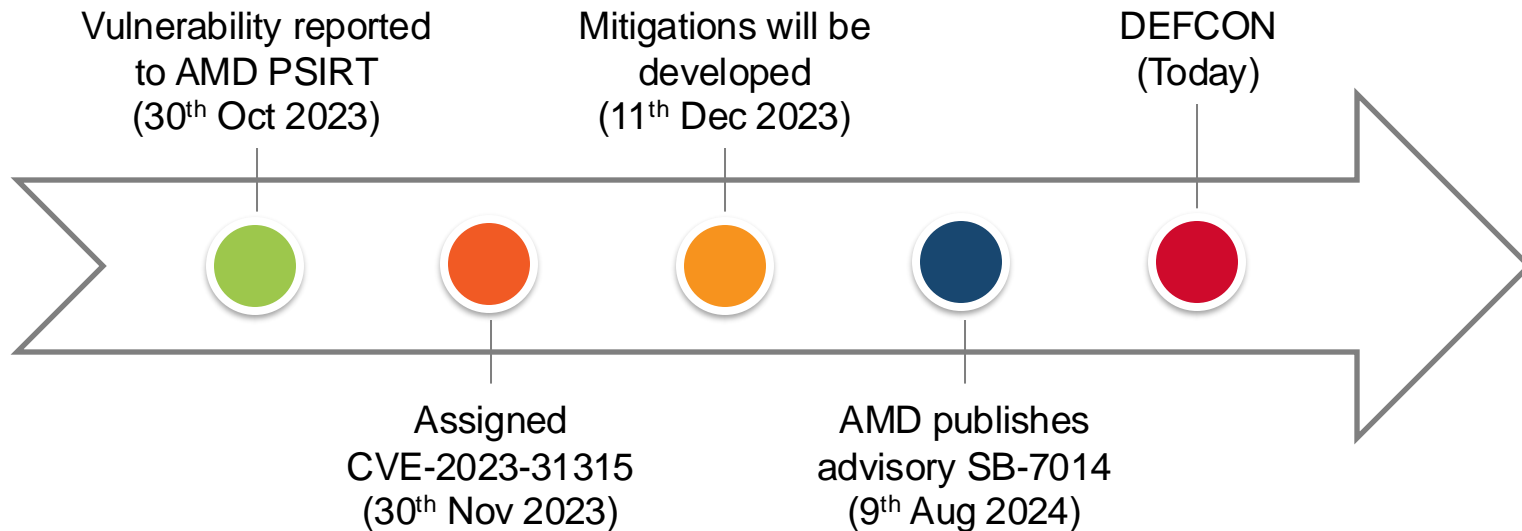 Vulnerability reported
to AMD PSIRT
(30th Oct 2023)
Assigned
CVE-2023-31315
(30th Nov 2023)
Mitigations will be
developed
(11th Dec 2023)
AMD publishes
advisory SB-7014
(9th Aug 2024)
DEFCON
(Today)